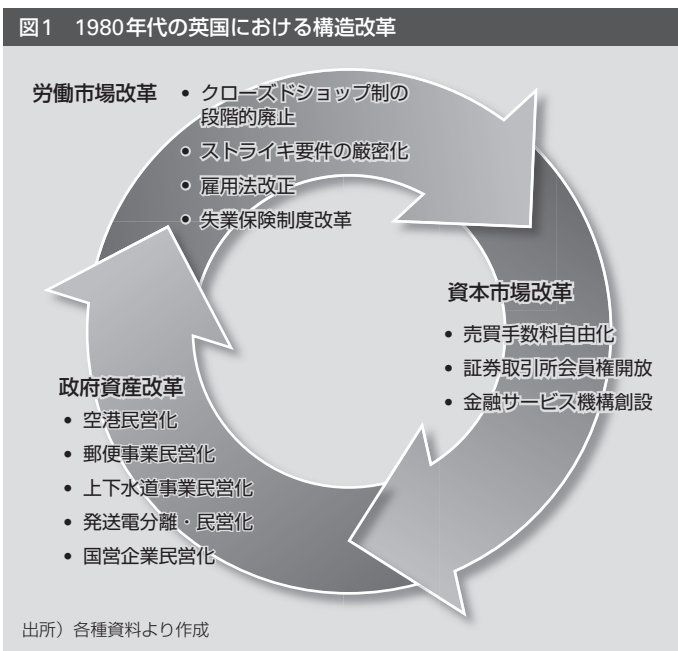 図1 1980年代の英国における構造改革
労働市場改革
• クローズドショップ制の
段階的廃止
• ストライキ要件の厳密化
• 雇用法改正
• 失業保険制度改革
資本市場改革
• 売買手数料自由化
• 証券取引所会員権開放
• 金融サービス機構創設
政府資産改革
• 空港民営化
• 郵便事業民営化
• 上下水道事業民営化
• 発送電分離・民営化
• 国営企業民営化
出所）各種資料より作成